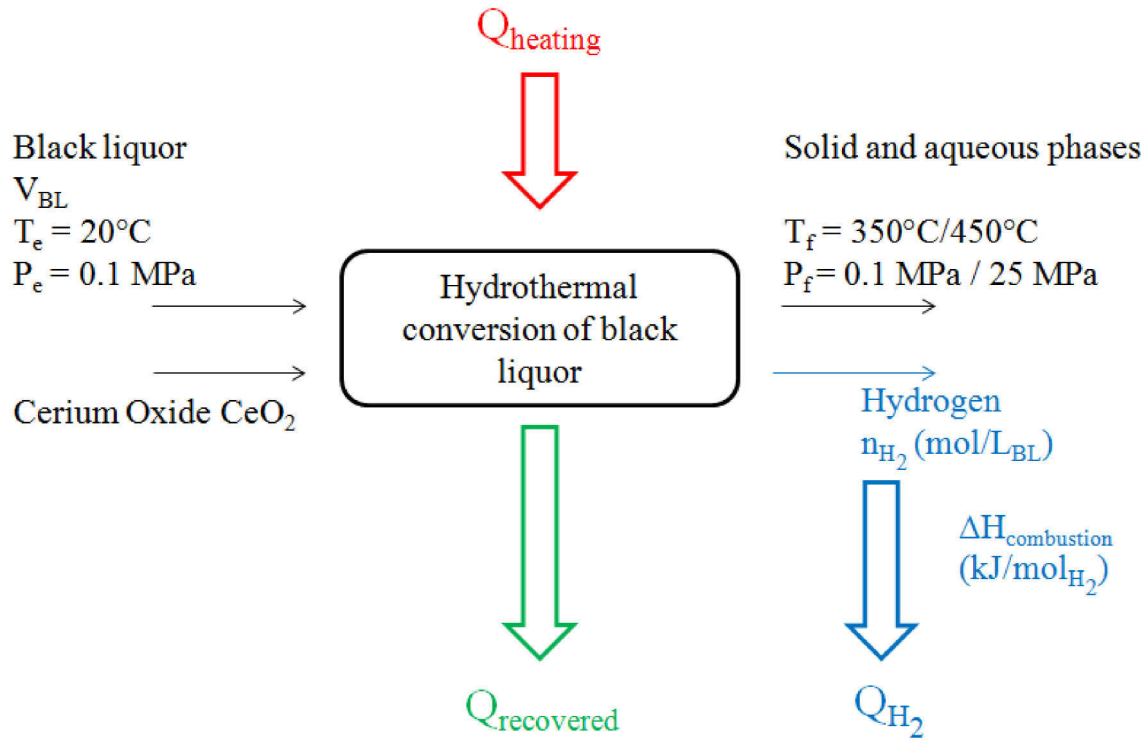 Q_heating
Black liquor
V_BL
T_e = 20°C
P_e = 0.1 MPa
Cerium Oxide CeO₂
Hydrothermal
conversion of black
liquor
Solid and aqueous phases
T_f = 350°C/450°C
P_f = 0.1 MPa / 25 MPa
Hydrogen
n_H₂ (mol/L_BL)
ΔH_combustion
(kJ/mol_H₂)
Q_recovered
Q_H₂